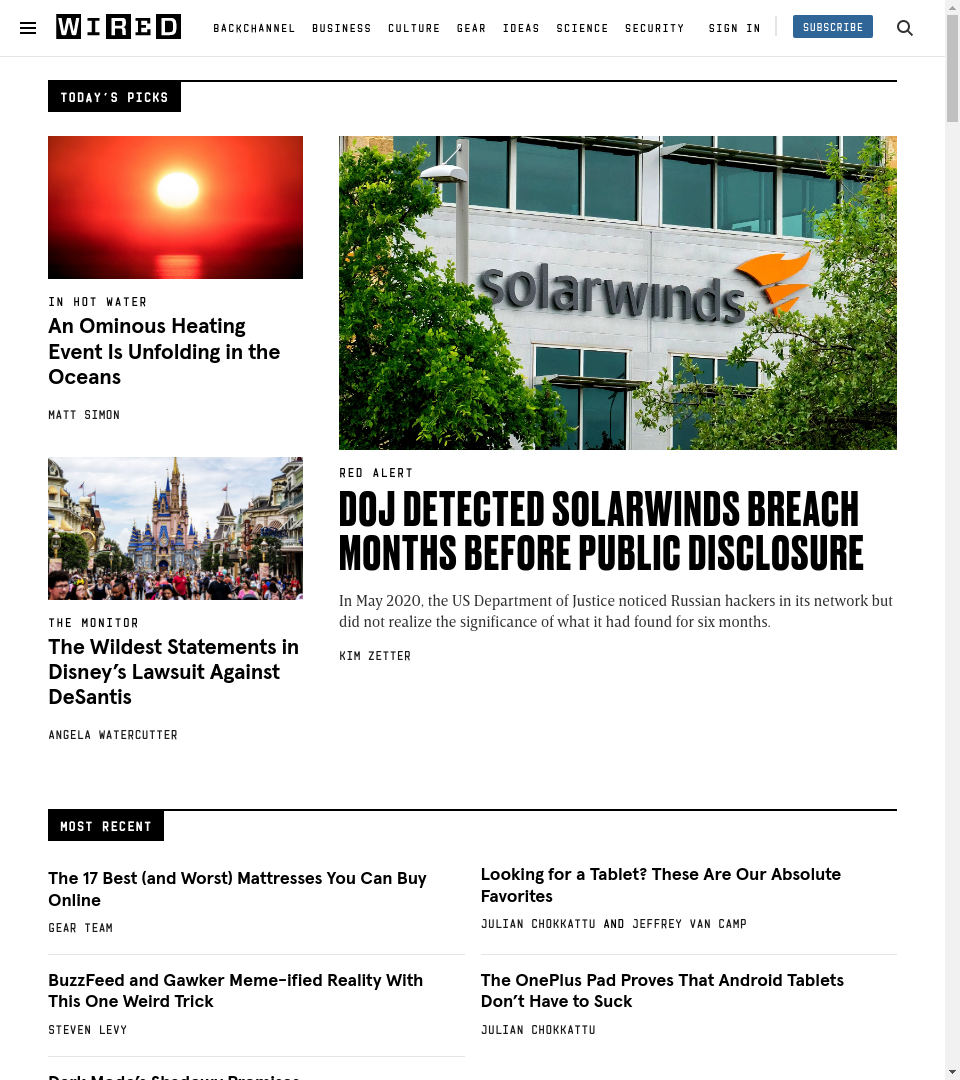 WIRED
BACKCHANNEL BUSINESS CULTURE GEAR IDEAS SCIENCE SECURITY SIGN IN SUBSCRIBE
TODAY'S PICKS
IN HOT WATER
An Ominous Heating
Event Is Unfolding in the
Oceans
MATT SIMON
THE MONITOR
The Wildest Statements in
Disney’s Lawsuit Against
DeSantis
ANGELA WATERCUTTER
solarwinds
RED ALERT
DOJ DETECTED SOLARWINDS BREACH
MONTHS BEFORE PUBLIC DISCLOSURE
In May 2020, the US Department of Justice noticed Russian hackers in its network but
did not realize the significance of what it had found for six months.
KIM ZETTER
MOST RECENT
The 17 Best (and Worst) Mattresses You Can Buy
Online
GEAR TEAM
Looking for a Tablet? These Are Our Absolute
Favorites
JULIAN CHOKKATTU AND JEFFREY VAN CAMP
BuzzFeed and Gawker Meme-ified Reality With
This One Weird Trick
STEVEN LEVY
The OnePlus Pad Proves That Android Tablets
Don’t Have to Suck
JULIAN CHOKKATTU
Dark Mode’s Shadowy Promises